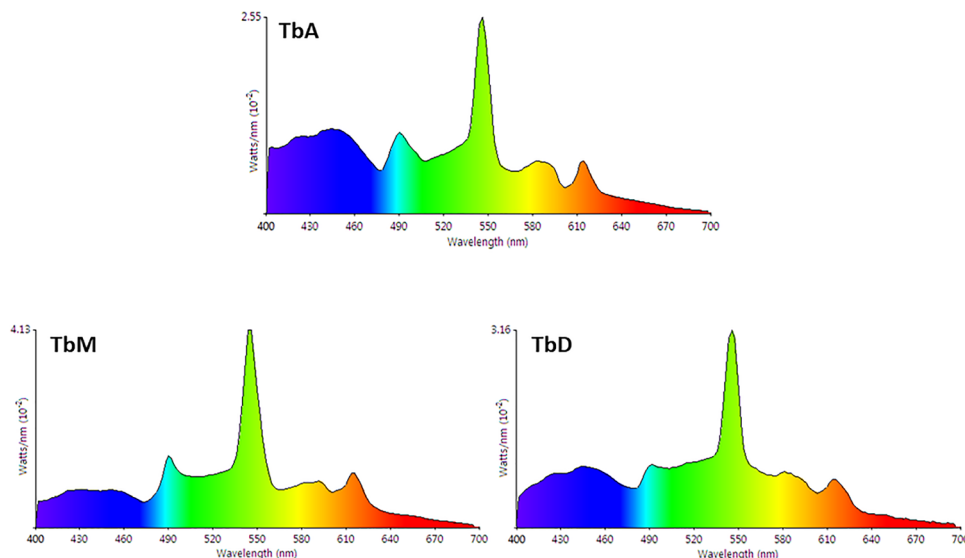 2.55
TbA
Watts/nm (10⁻²)
400 430 460 490 520 550 580 610 640 670 700
Wavelength (nm)
4.13
TbM
Watts/nm (10⁻²)
400 430 460 490 520 550 580 610 640 670 700
Wavelength (nm)
3.16
TbD
Watts/nm (10⁻²)
400 430 460 490 520 550 580 610 640 670 700
Wavelength (nm)